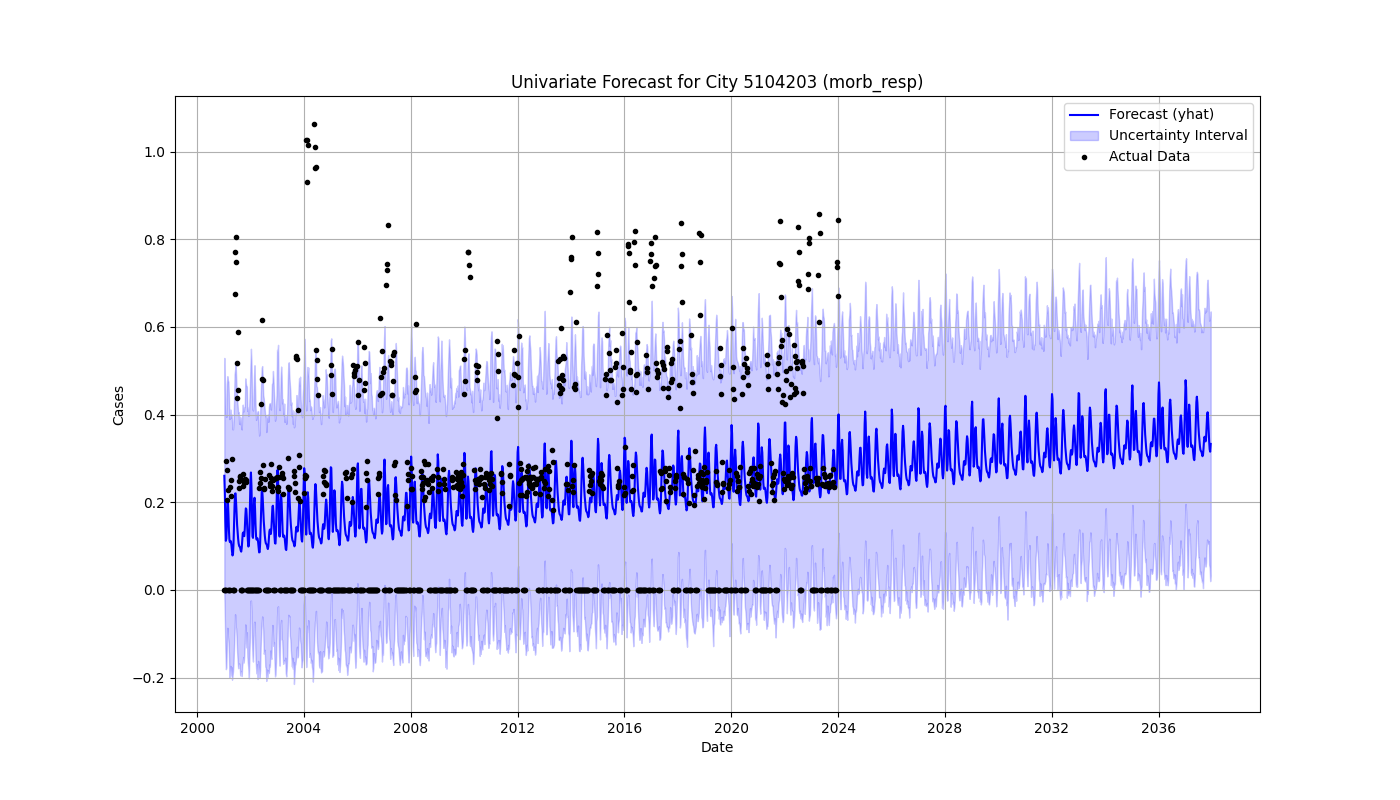 Univariate Forecast for City 5104203 (morb_resp)
Forecast (yhat)
Uncertainty Interval
Actual Data
Cases
1.0
0.8
0.6
0.4
0.2
0.0
−0.2
2000 2004 2008 2012 2016 2020 2024 2028 2032 2036
Date